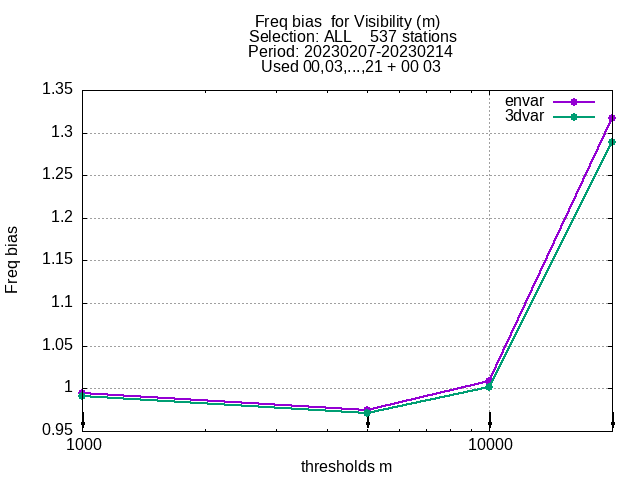 Freq bias  for Visibility (m)
Selection: ALL    537 stations
Period: 20230207-20230214
Used 00,03,...,21 + 00 03
envar
3dvar
1.35
1.3
1.25
1.2
1.15
1.1
1.05
1
0.95
Freq bias
1000
10000
thresholds m